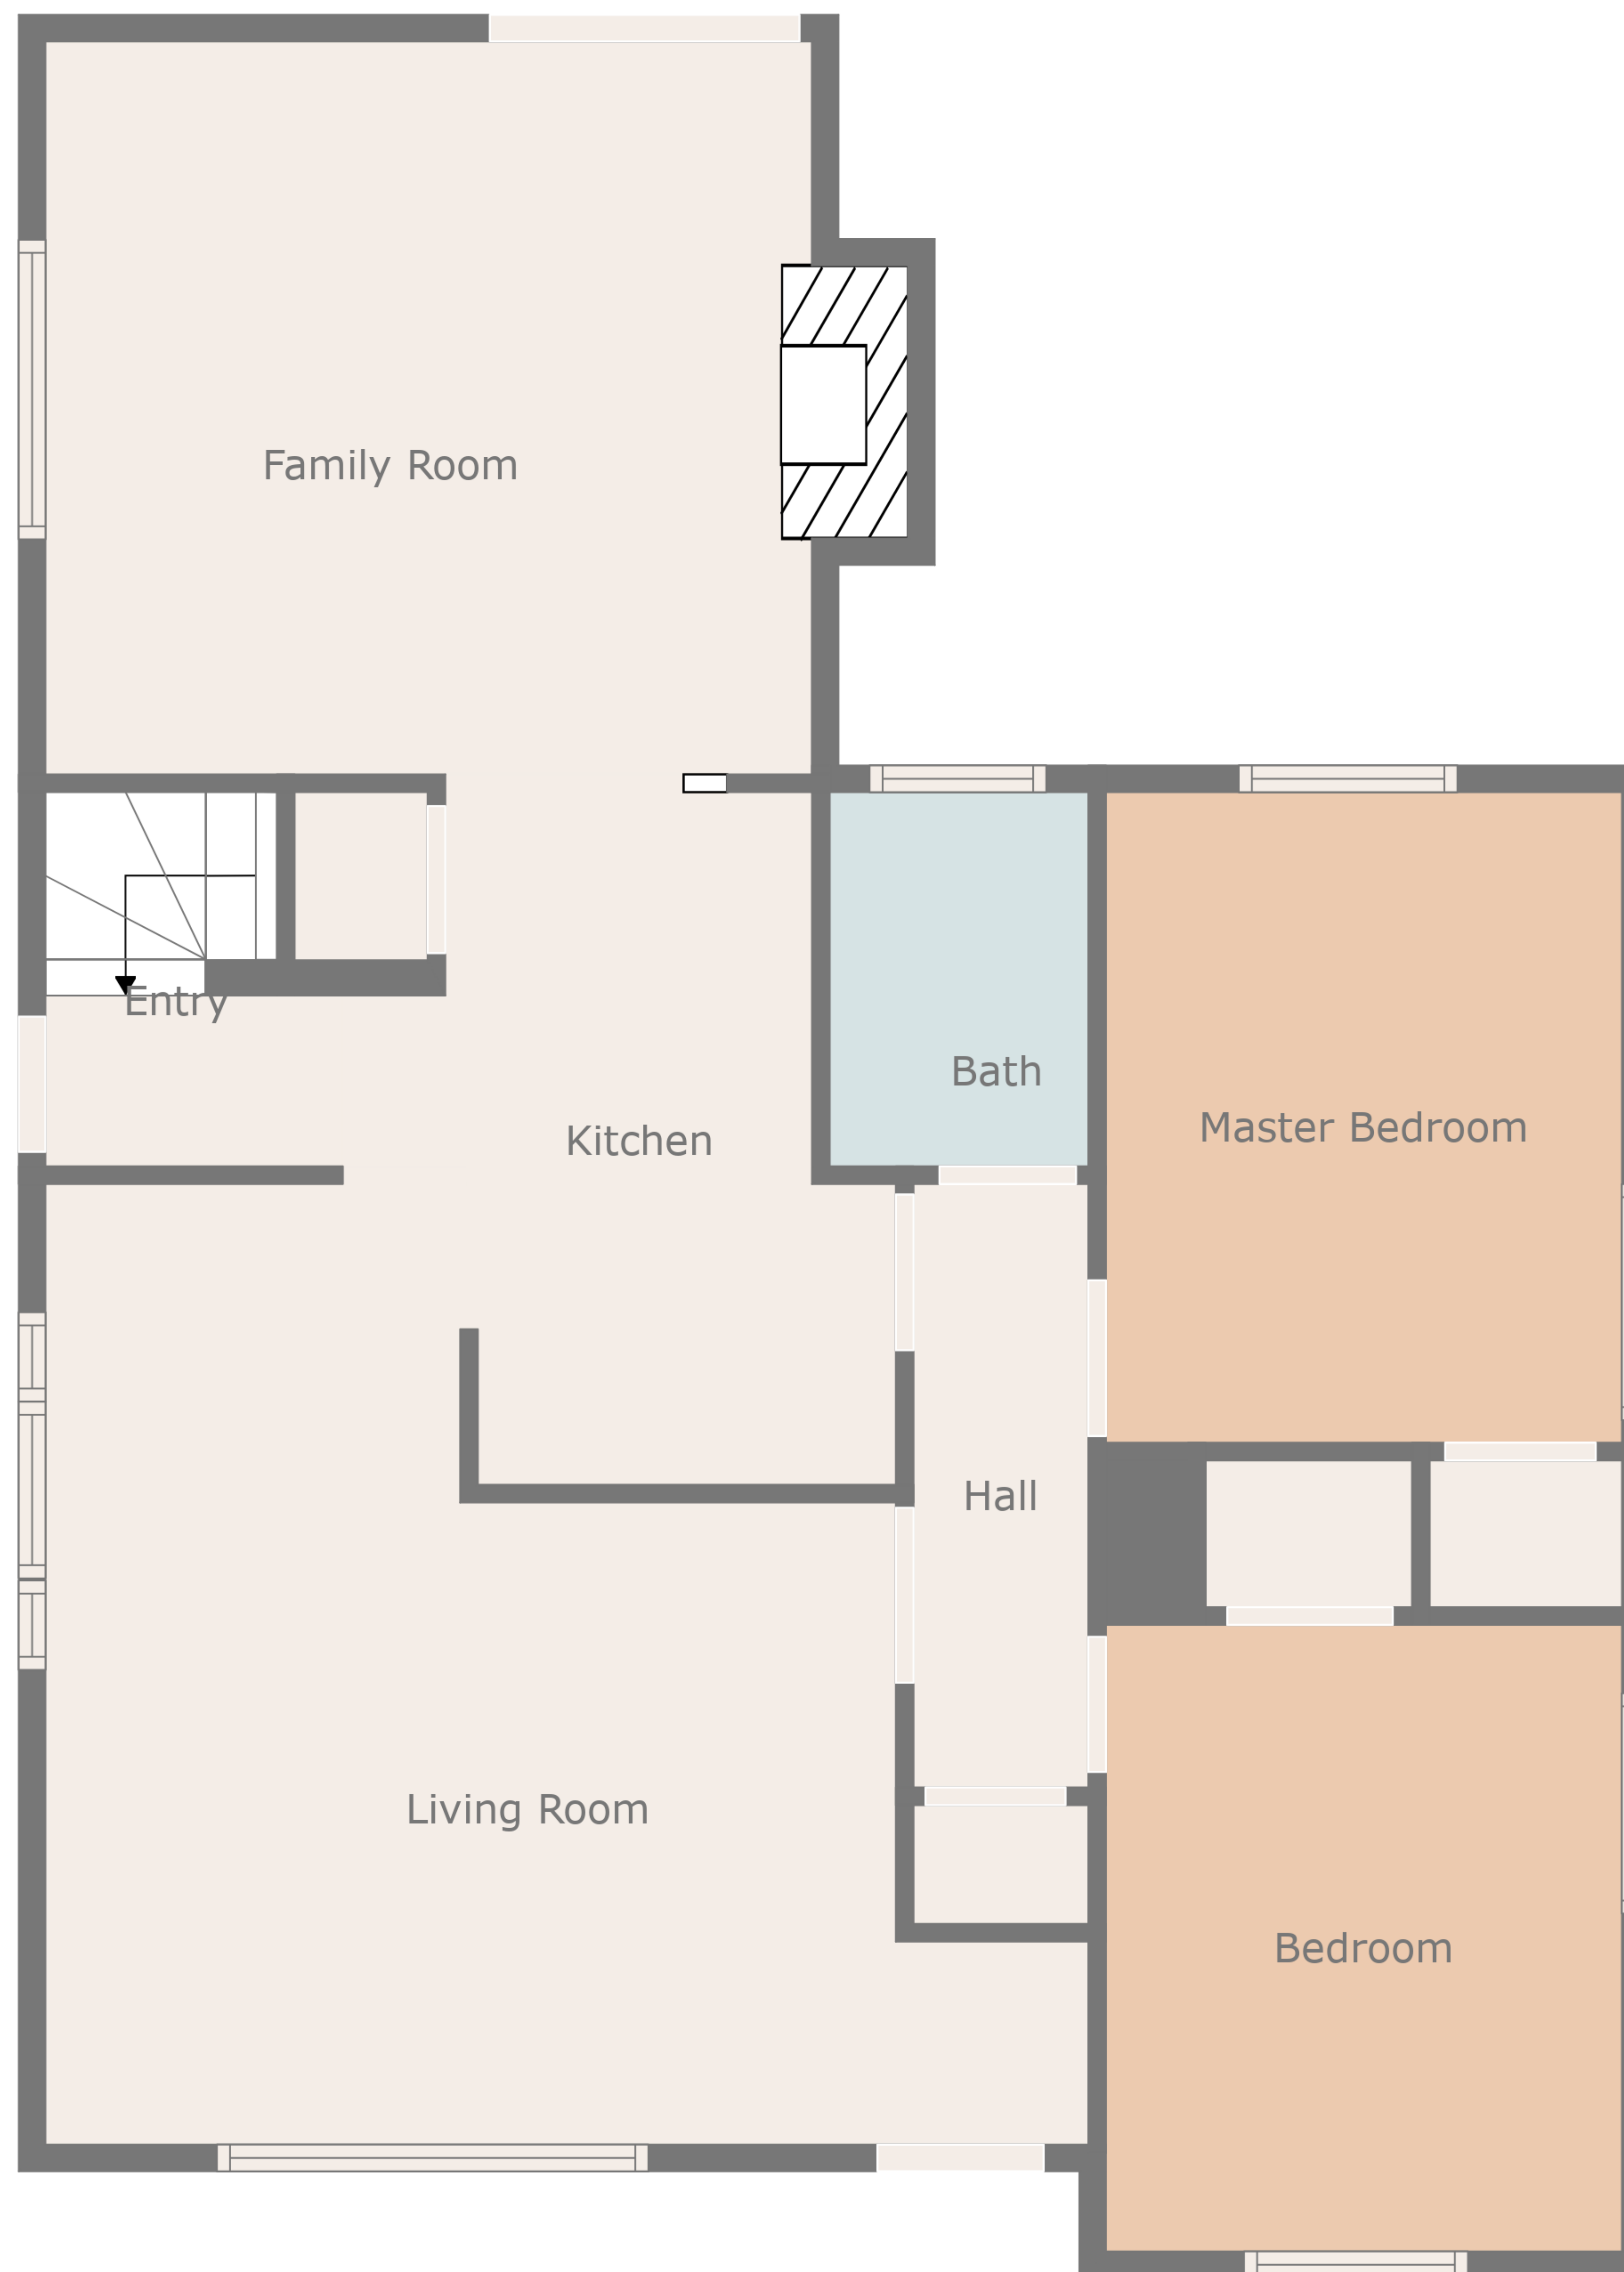 Family Room
Entry
Bath
Master Bedroom
Kitchen
Hall
Living Room
Bedroom